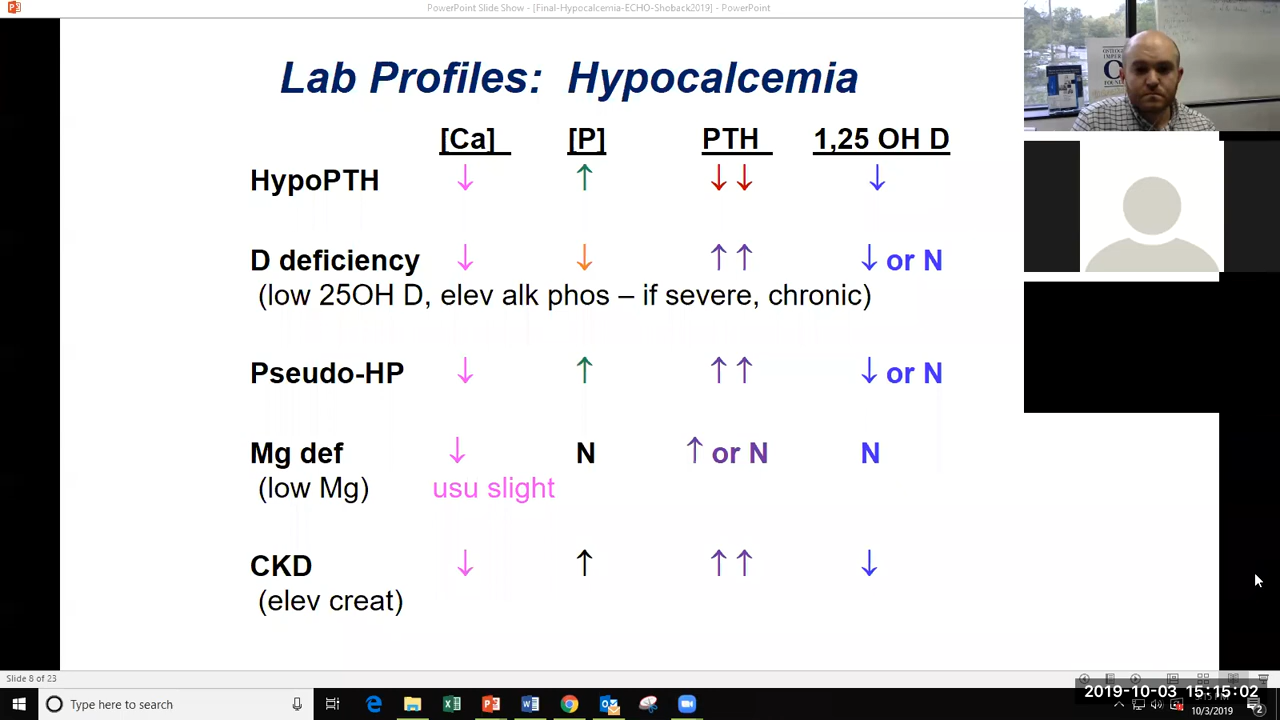 PowerPoint Slide Show - [Final-Hypocalcemia-ECHO-Shoback2019] - PowerPoint
Lab Profiles: Hypocalcemia
[Ca] [P] PTH 1,25 OH D
HypoPTH ↓ ↑ ↓↓ ↓
D deficiency ↓ ↓ ↑↑ ↓ or N
(low 25OH D, elev alk phos – if severe, chronic)
Pseudo-HP ↓ ↑ ↑↑ ↓ or N
Mg def ↓ N ↑ or N N
(low Mg) usu slight
CKD ↓ ↑ ↑↑ ↓
(elev creat)
Slide 8 of 23
2019-10-03 15:15:02
Type here to search
10/3/2019
2